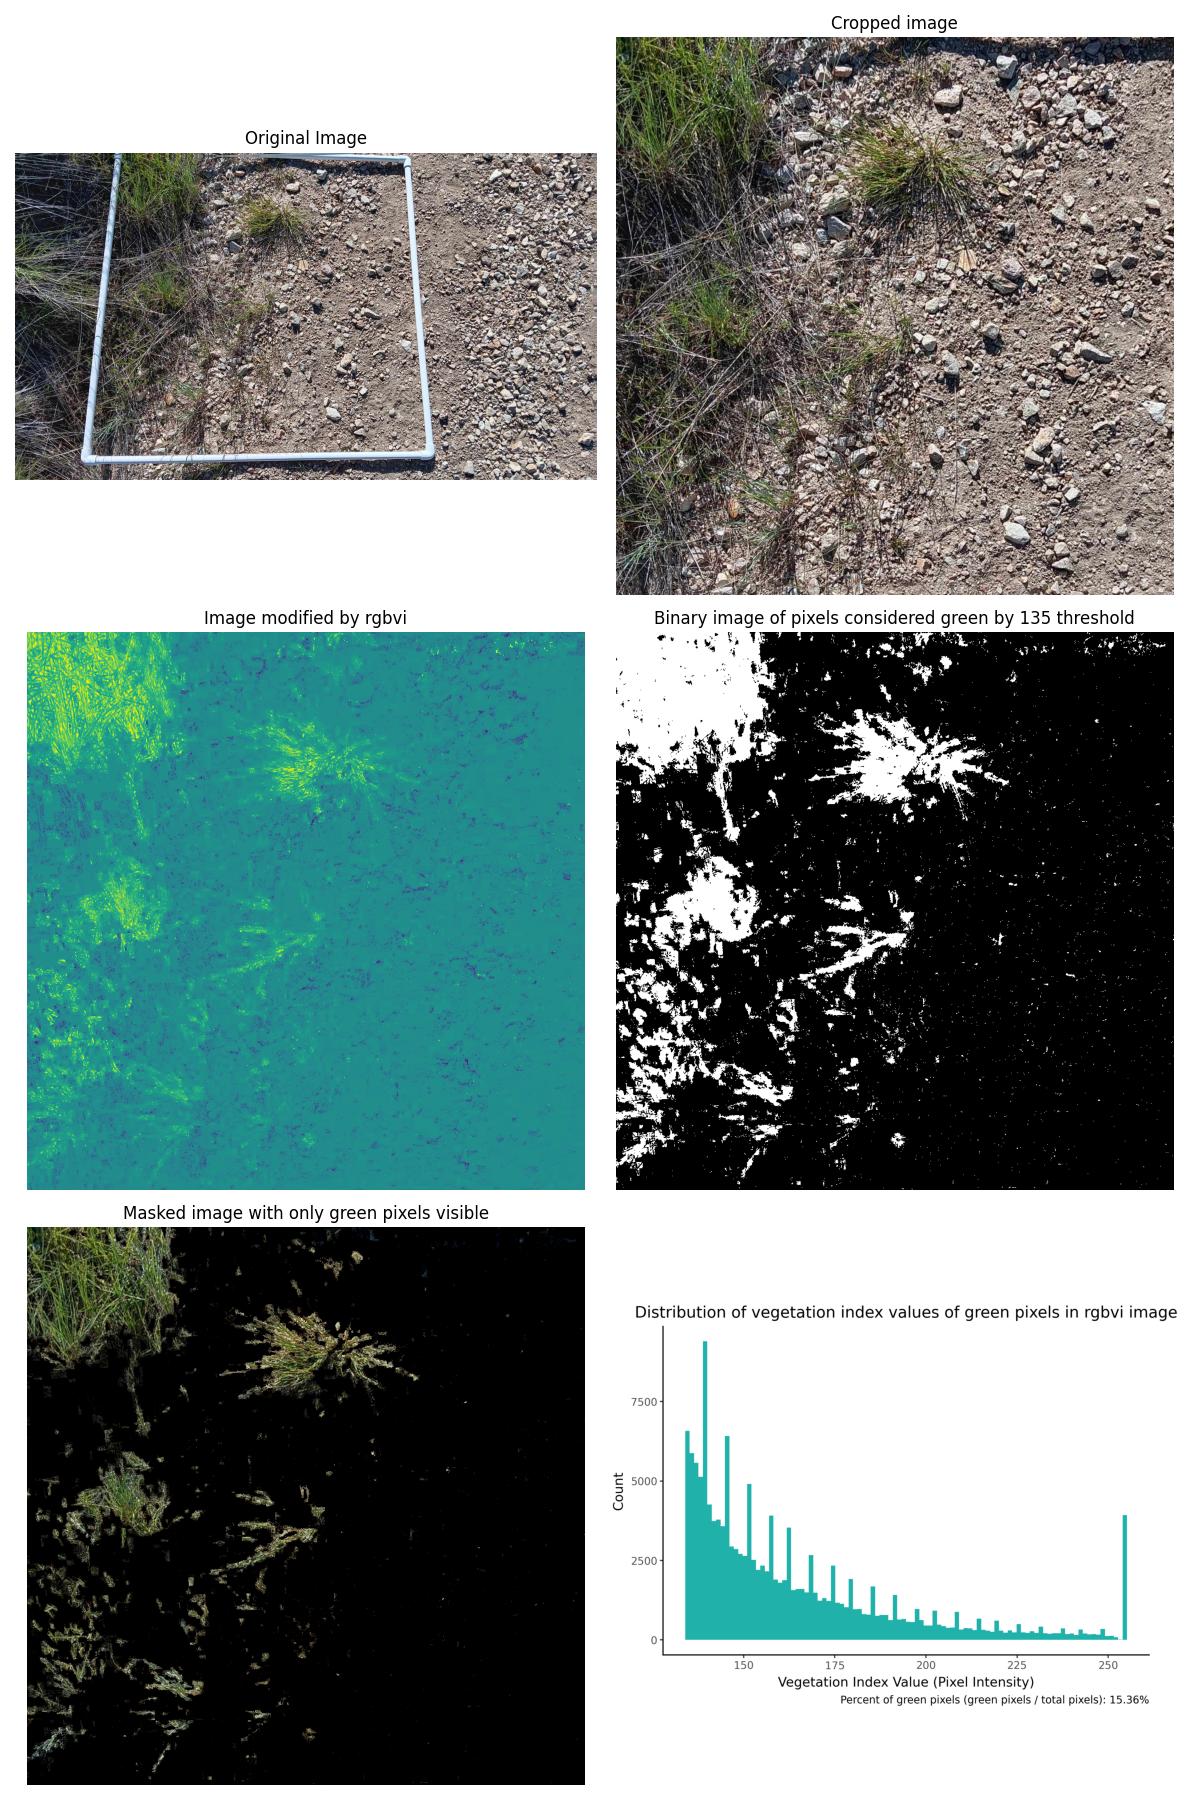 Cropped image
Original Image
Image modified by rgbvi
Binary image of pixels considered green by 135 threshold
Masked image with only green pixels visible
Distribution of vegetation index values of green pixels in rgbvi image
Count
7500
5000
2500
0
150
175
200
225
250
Vegetation Index Value (Pixel Intensity)
Percent of green pixels (green pixels / total pixels): 15.36%